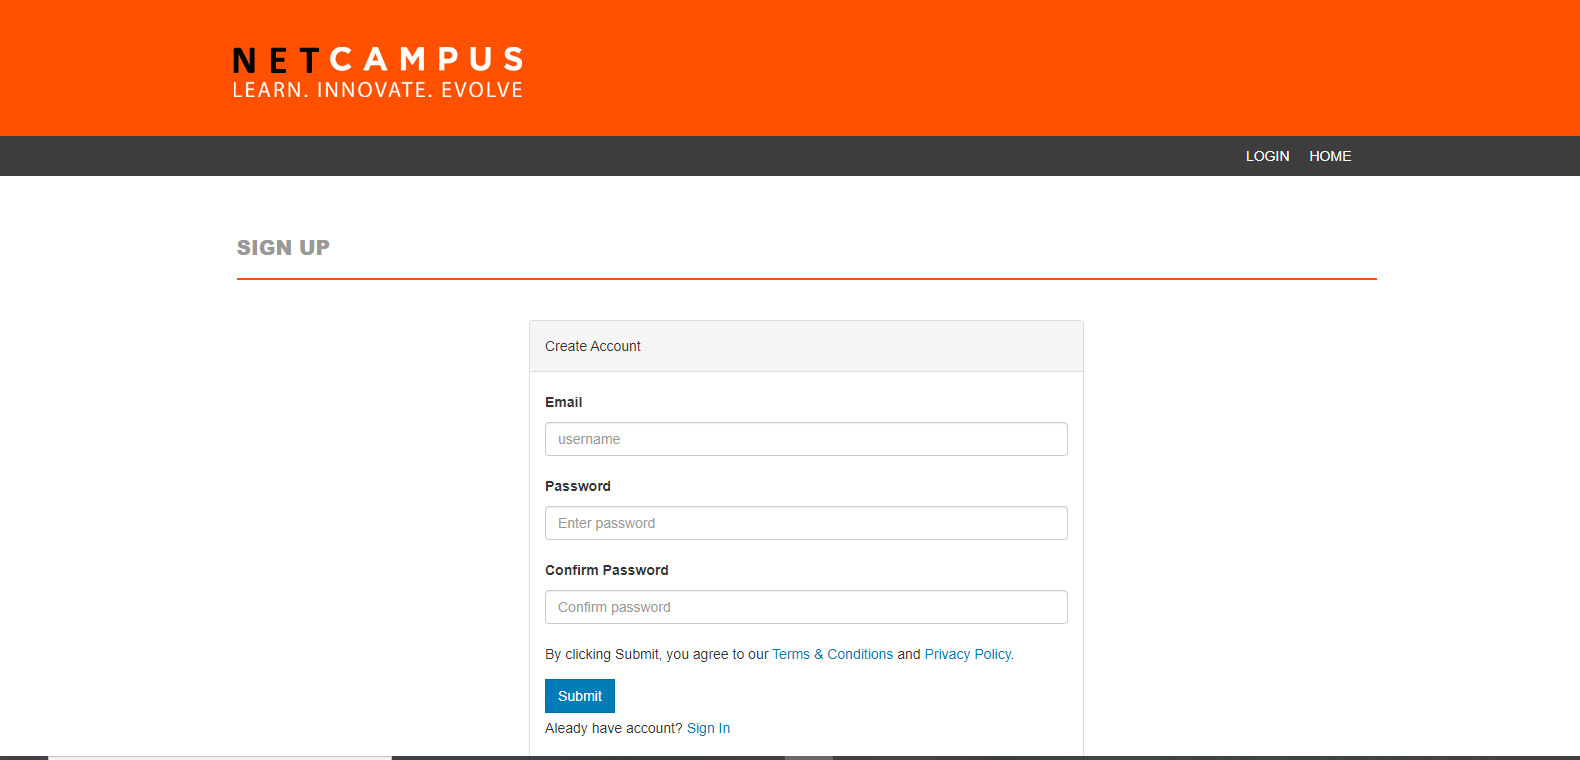 NETCAMPUS
LEARN. INNOVATE. EVOLVE
LOGIN HOME
SIGN UP
Create Account
Email
username
Password
Enter password
Confirm Password
Confirm password
By clicking Submit, you agree to our Terms & Conditions and Privacy Policy.
Submit
Aleady have account? Sign In